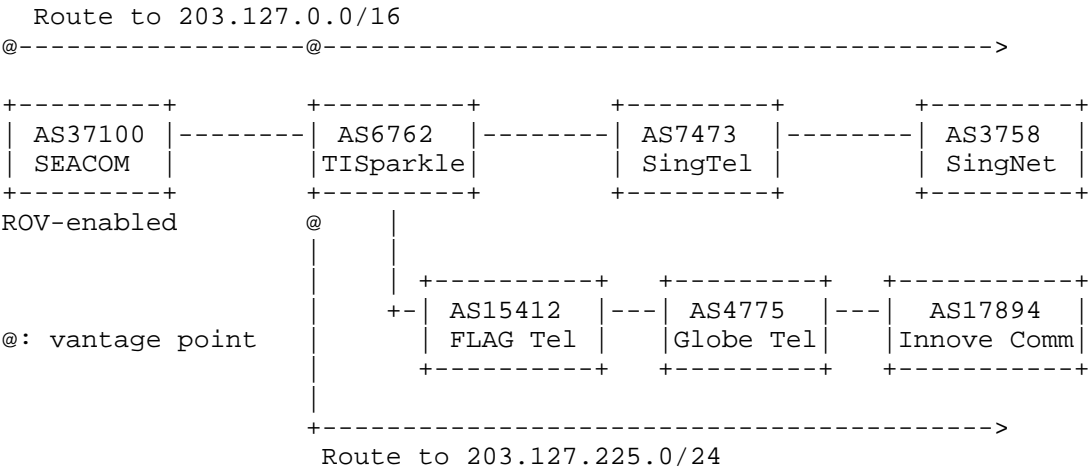 Route to 203.127.0.0/16
@------------------@------------------------------------------>
+---------+ +---------+ +---------+ +---------+
| AS37100 |--------| AS6762 |--------| AS7473 |--------| AS3758 |
| SEACOM | |TISparkle| | SingTel | | SingNet |
+---------+ +---------+ +---------+ +---------+
ROV-enabled @ |
| |
| | +----------+ +---------+ +-----------+
| +-| AS15412 |---| AS4775 |---| AS17894 |
@: vantage point | | FLAG Tel | |Globe Tel| |Innove Comm|
| +----------+ +---------+ +-----------+
|
+------------------------------------------>
Route to 203.127.225.0/24